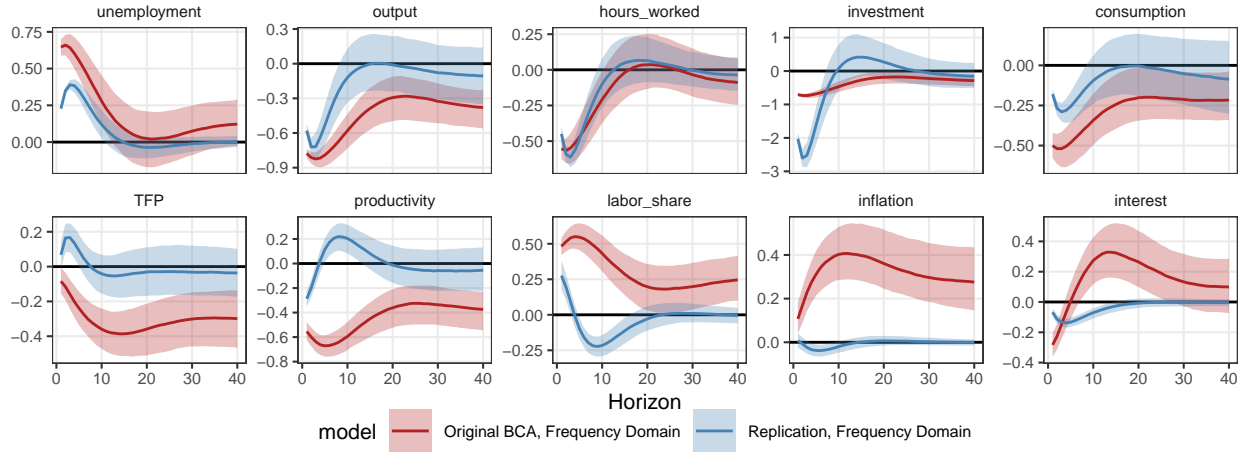 unemployment output hours_worked investment consumption
0.75 0.3 0.25 1 0.00
0.50 0.0 0.00 0 −0.25
0.25 −0.3 −0.25 −1 −0.50
0.00 −0.6 −0.50 −2
−0.9 −3
TFP productivity labor_share inflation interest
0.2 0.4 0.50 0.4 0.4
0.0 0.2 0.25 0.2 0.2
−0.2 0.0 0.00 0.0 0.0
−0.4 −0.2 −0.25 −0.2
−0.4 −0.4
−0.6
−0.8
0 10 20 30 40 0 10 20 30 40 0 10 20 30 40 0 10 20 30 40 0 10 20 30 40
Horizon
model Original BCA, Frequency Domain Replication, Frequency Domain